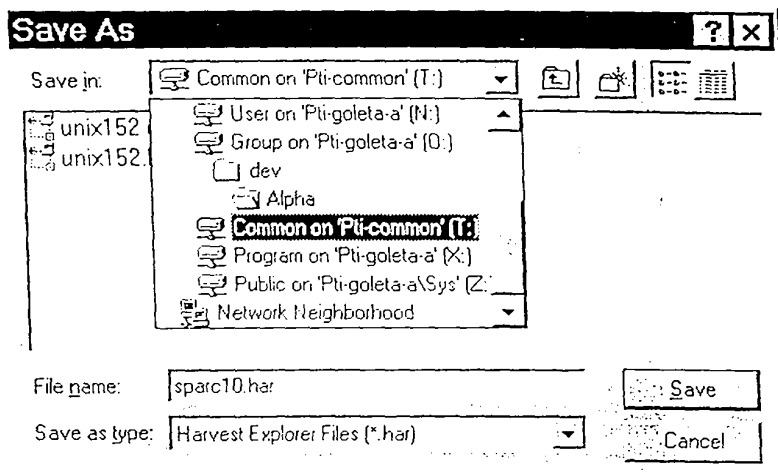 Save As
Save in: Common on 'Pti-common' (T:)
unix152
unix152.
User on 'Pti-goleta-a' (N:)
Group on 'Pti-goleta-a' (O:)
dev
Alpha
Common on 'Pti-common' (T:
Program on 'Pti-goleta-a' (X:)
Public on 'Pti-goleta-a\Sys' (Z:
Network Neighborhood
File name: sparc10.har
Save
Save as type: Harvest Explorer Files (*.har)
Cancel